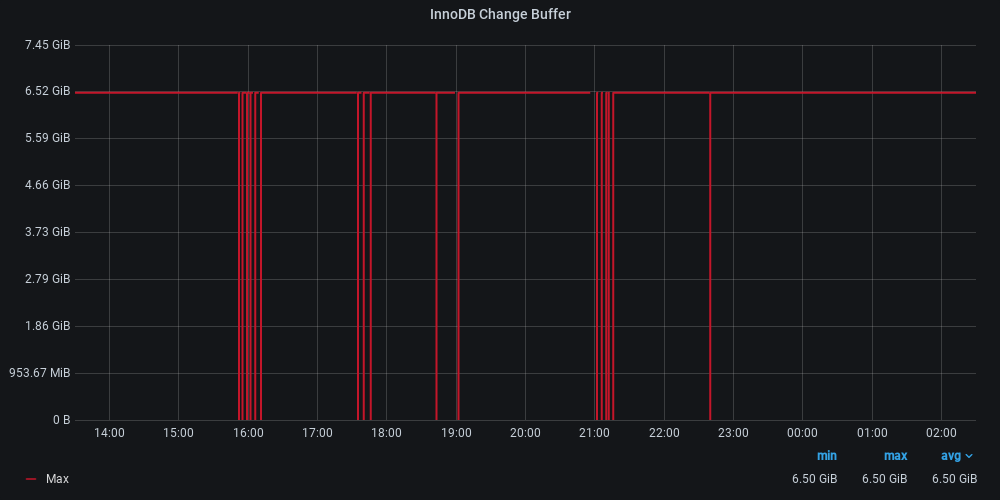 InnoDB Change Buffer
7.45 GiB
6.52 GiB
5.59 GiB
4.66 GiB
3.73 GiB
2.79 GiB
1.86 GiB
953.67 MiB
0 B
14:00 15:00 16:00 17:00 18:00 19:00 20:00 21:00 22:00 23:00 00:00 01:00 02:00
min max avg
Max 6.50 GiB 6.50 GiB 6.50 GiB